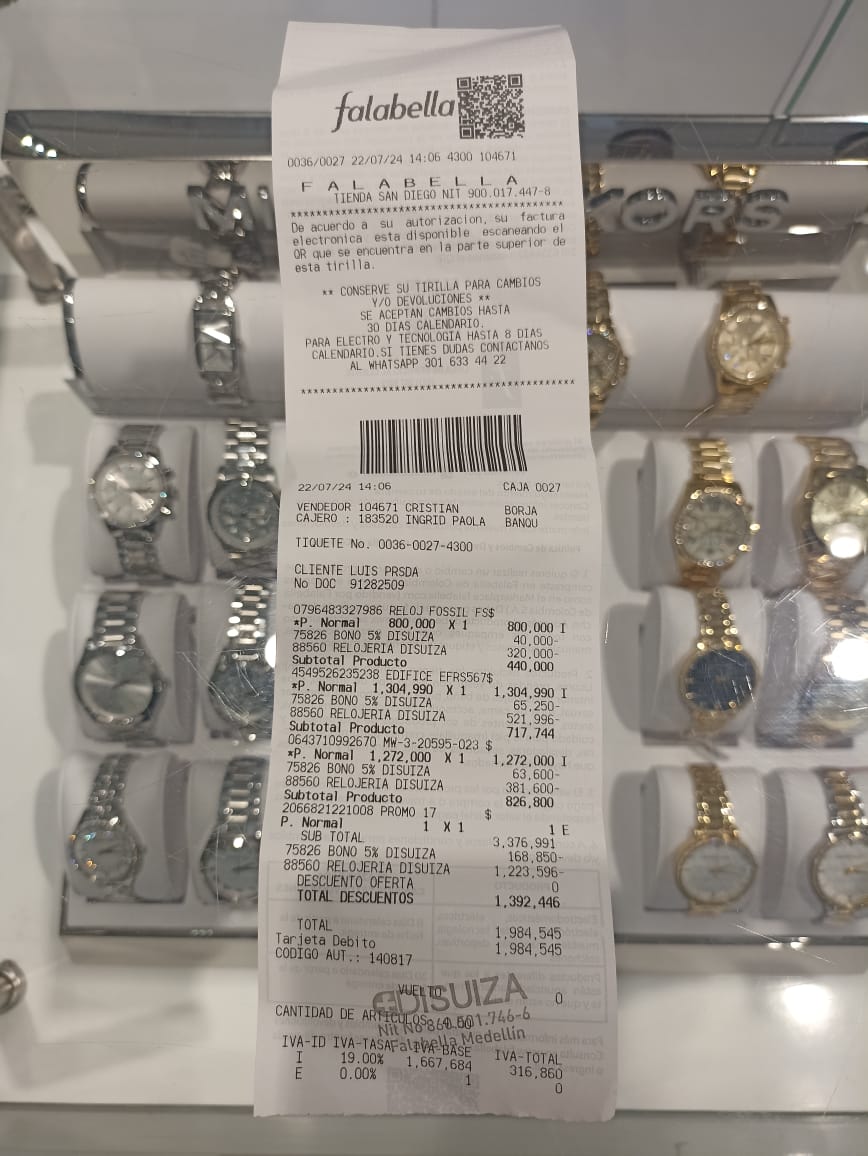 falabella
0036/0027 22/07/24 14:06 4300 104671
F A L A B E L L A
TIENDA SAN DIEGO NIT 900.017.447-8
****************************************************
De acuerdo a su autorizacion, su factura
electronica esta disponible escaneando el
QR que se encuentra en la parte superior de
esta tirilla.
** CONSERVE SU TIRILLA PARA CAMBIOS
Y/O DEVOLUCIONES **
SE ACEPTAN CAMBIOS HASTA
30 DIAS CALENDARIO.
PARA ELECTRO Y TECNOLOGIA HASTA 8 DIAS
CALENDARIO.SI TIENES DUDAS CONTACTANOS
AL WHATSAPP 301 633 44 22
****************************************************
22/07/24 14:06 CAJA 0027
VENDEDOR 104671 CRISTIAN BORJA
CAJERO : 183520 INGRID PAOLA BANQU
TIQUETE No. 0036-0027-4300
CLIENTE LUIS PRSDA
No DOC 91282509
0796483327986 RELOJ FOSSIL FS$
*P. Normal 800,000 X 1 800,000 I
75826 BONO 5% DISUIZA 40,000-
88560 RELOJERIA DISUIZA 320,000-
Subtotal Producto 440,000
4549526235238 EDIFICE EFRS567$
*P. Normal 1,304,990 X 1 1,304,990 I
75826 BONO 5% DISUIZA 65,250-
88560 RELOJERIA DISUIZA 521,996-
Subtotal Producto 717,744
0643710992670 MW-3-20595-023 $
*P. Normal 1,272,000 X 1 1,272,000 I
75826 BONO 5% DISUIZA 63,600-
88560 RELOJERIA DISUIZA 381,600-
Subtotal Producto 826,800
2066821221008 PROMO 17 $
P. Normal 1 X 1 1 E
SUB TOTAL 3,376,991
75826 BONO 5% DISUIZA 168,850-
88560 RELOJERIA DISUIZA 1,223,596-
DESCUENTO OFERTA 0
TOTAL DESCUENTOS 1,392,446
TOTAL 1,984,545
Tarjeta Debito 1,984,545
CODIGO AUT.: 140817
VUELTO 0
DISUIZA
CANTIDAD DE ARTICULOS:
Nit No 860.501.746-6
Falabella Medellin
IVA-ID IVA-TASA IVA-BASE IVA-TOTAL
I 19.00% 1,667,684 316,860
E 0.00% 1 0
KORS